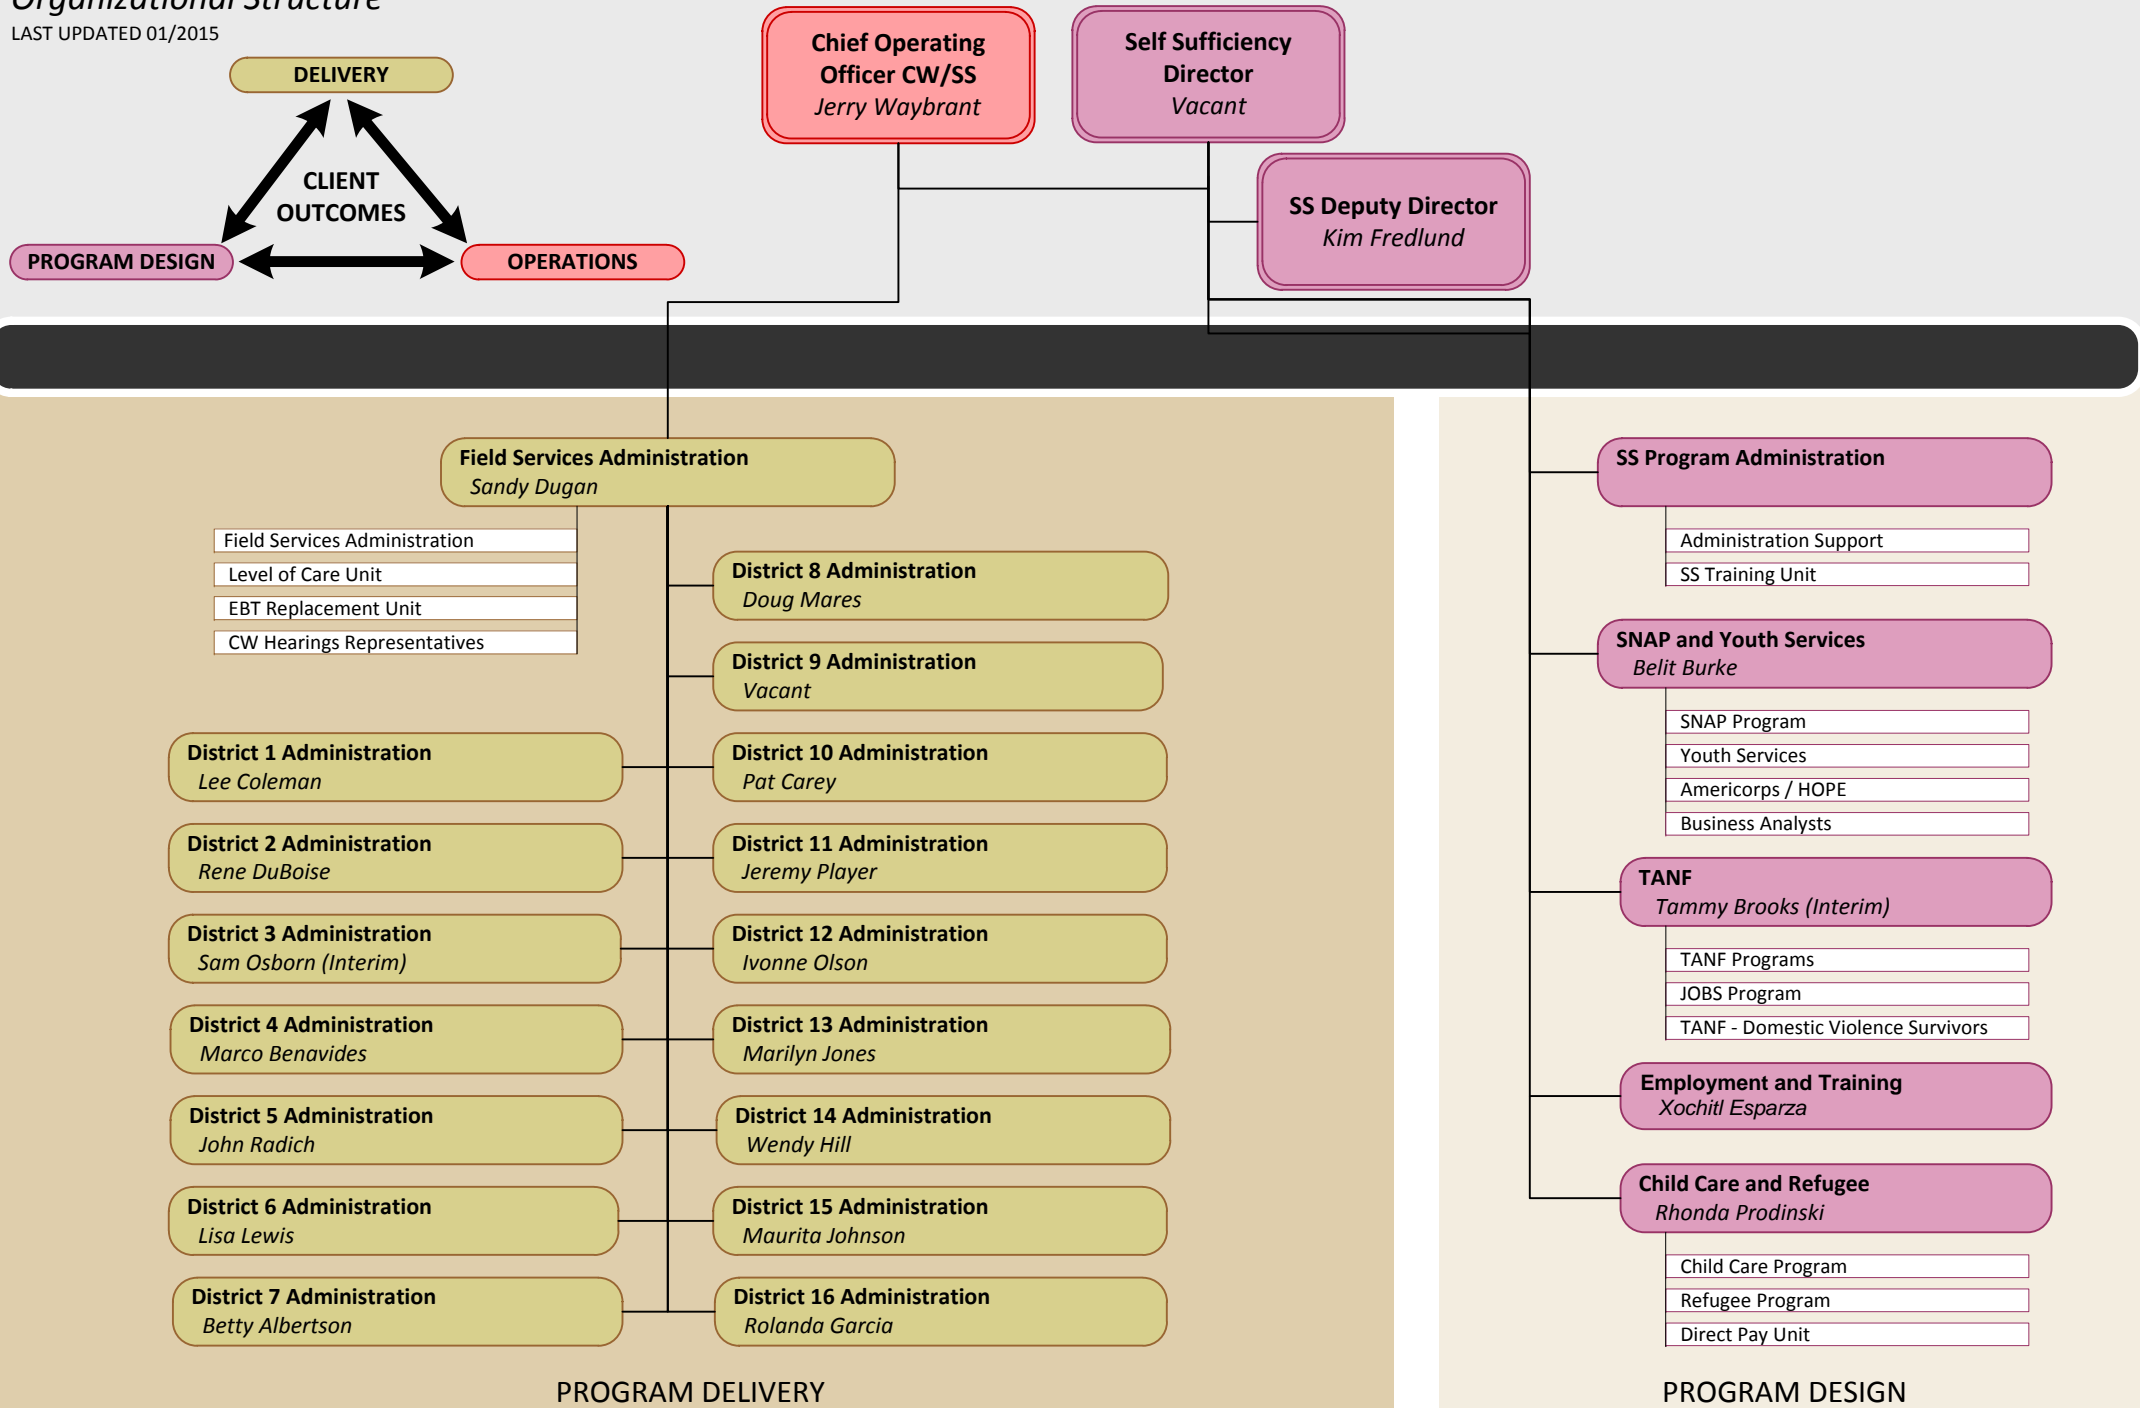 Organizational Structure
LAST UPDATED 01/2015
DELIVERY
CLIENT
OUTCOMES
PROGRAM DESIGN
OPERATIONS
Chief Operating
Officer CW/SS
Jerry Waybrant
Self Sufficiency
Director
Vacant
SS Deputy Director
Kim Fredlund
Field Services Administration
Sandy Dugan
Field Services Administration
Level of Care Unit
EBT Replacement Unit
CW Hearings Representatives
District 1 Administration
Lee Coleman
District 2 Administration
Rene DuBoise
District 3 Administration
Sam Osborn (Interim)
District 4 Administration
Marco Benavides
District 5 Administration
John Radich
District 6 Administration
Lisa Lewis
District 7 Administration
Betty Albertson
District 8 Administration
Doug Mares
District 9 Administration
Vacant
District 10 Administration
Pat Carey
District 11 Administration
Jeremy Player
District 12 Administration
Ivonne Olson
District 13 Administration
Marilyn Jones
District 14 Administration
Wendy Hill
District 15 Administration
Maurita Johnson
District 16 Administration
Rolanda Garcia
PROGRAM DELIVERY
SS Program Administration
Administration Support
SS Training Unit
SNAP and Youth Services
Belit Burke
SNAP Program
Youth Services
Americorps / HOPE
Business Analysts
TANF
Tammy Brooks (Interim)
TANF Programs
JOBS Program
TANF - Domestic Violence Survivors
Employment and Training
Xochitl Esparza
Child Care and Refugee
Rhonda Prodinski
Child Care Program
Refugee Program
Direct Pay Unit
PROGRAM DESIGN